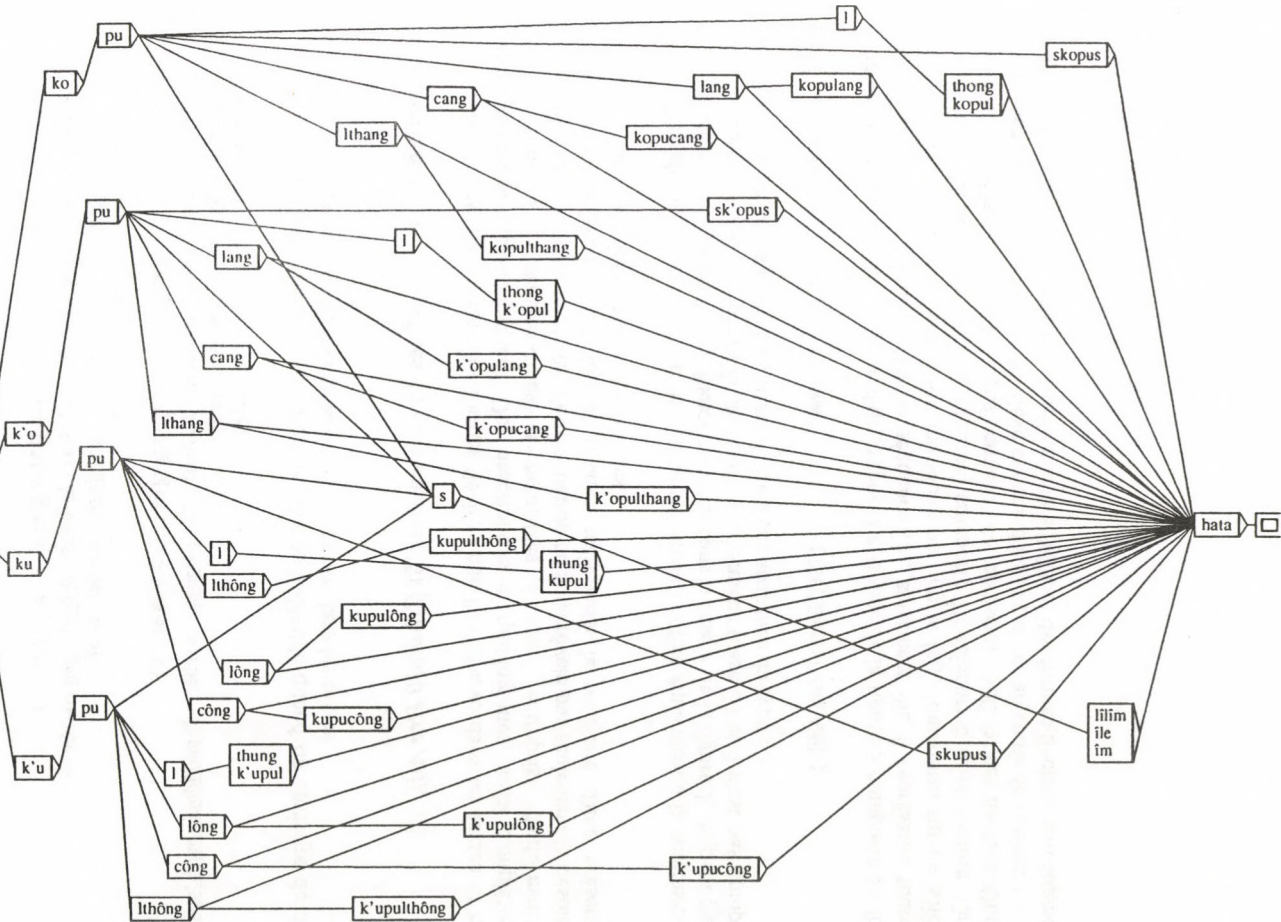 pu
l
skopus
ko
cang
lang
kopulang
thong
kopul
lthang
kopucang
pu
sk'opus
lang
l
kopulthang
thong
k'opul
cang
k'opulang
lthang
k'opucang
k'o
pu
s
k'opulthang
hata
ku
l
kupulthông
thung
kupul
lthông
kupulông
lông
công
kupucông
pu
lîlîm
île
îm
k'u
l
thung
k'upul
skupus
lông
k'upulông
công
k'upucông
lthông
k'upulthông